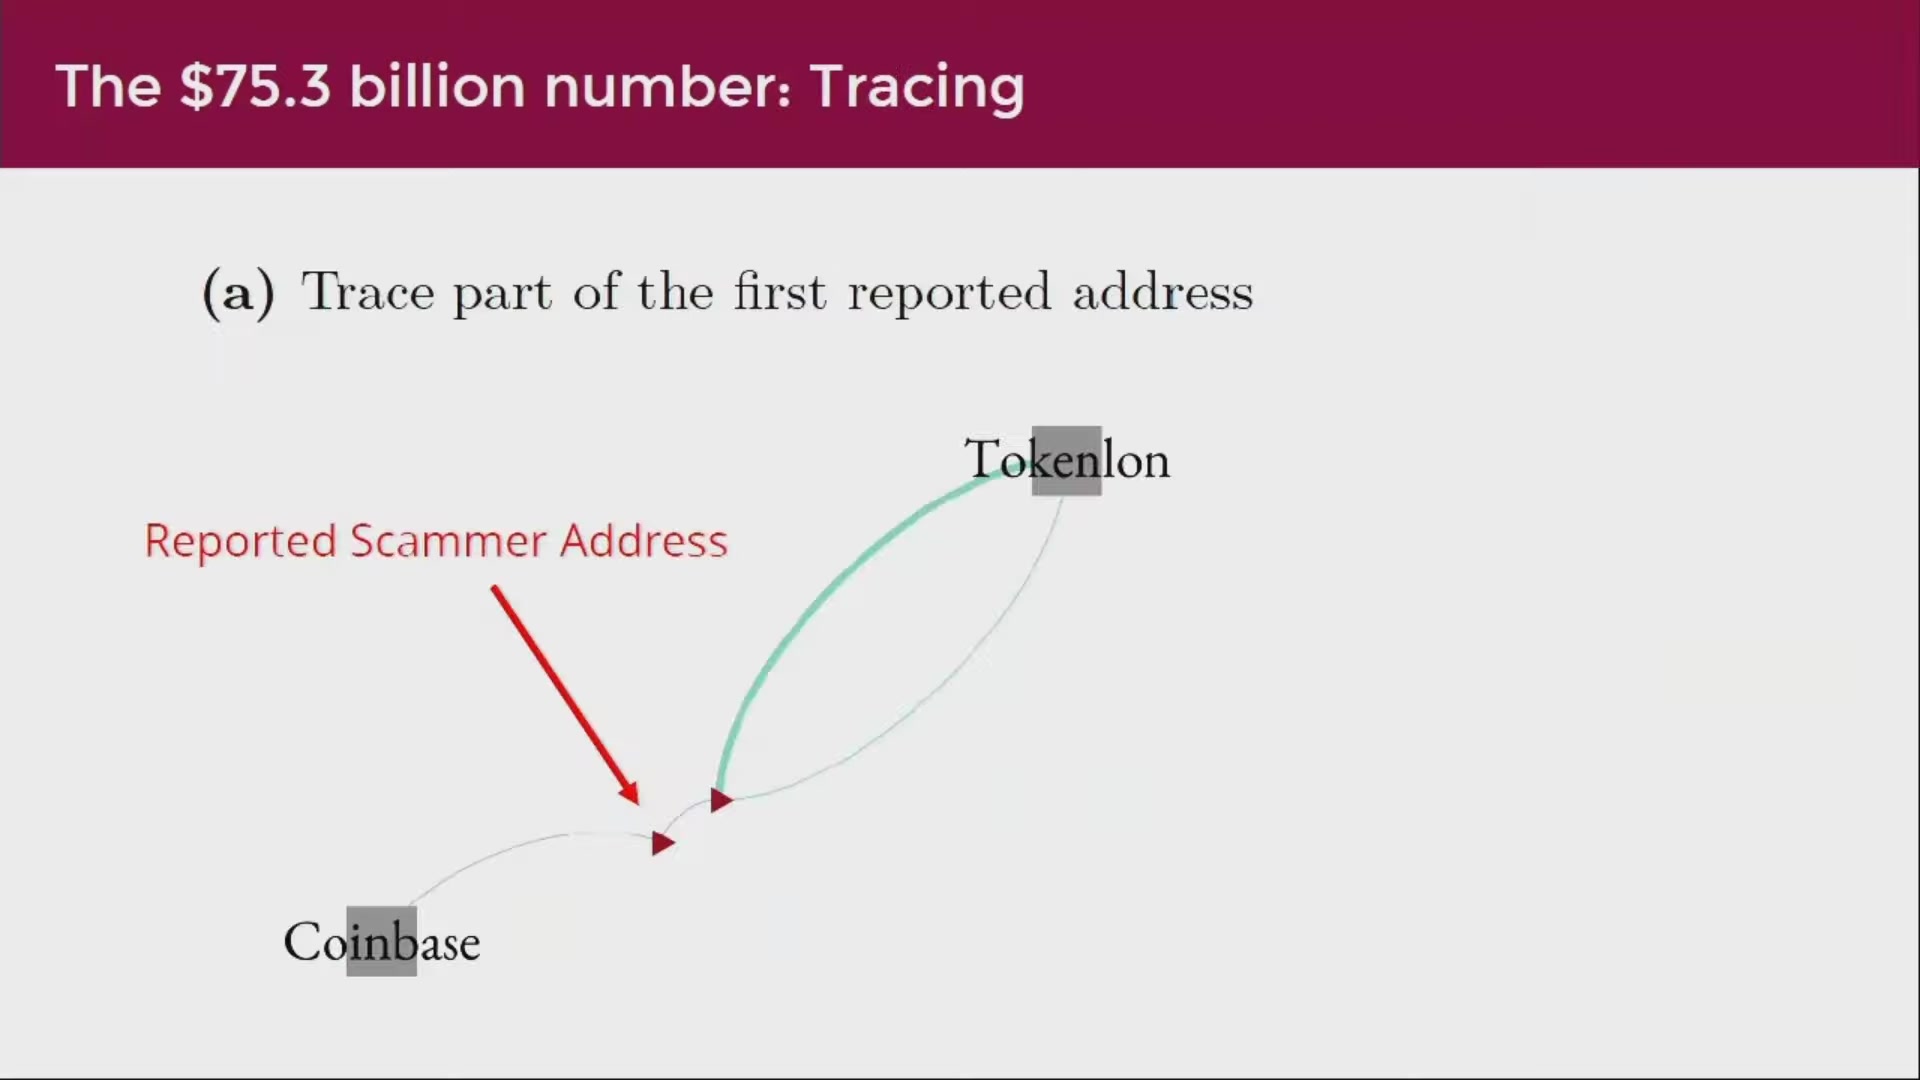 The $75.3 billion number: Tracing
(a) Trace part of the first reported address
Tokenlon
Reported Scammer Address
Coinbase